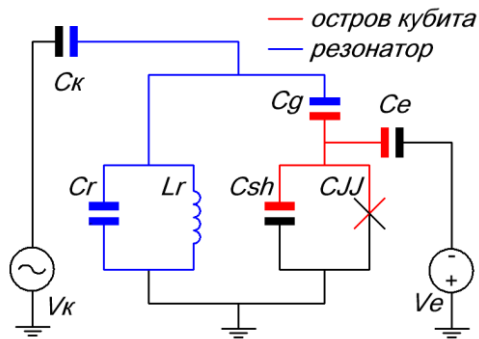 остров кубита
резонатор
Cк
Cg
Ce
Cr
Lr
Csh
CJJ
Vк
-
+
Ve